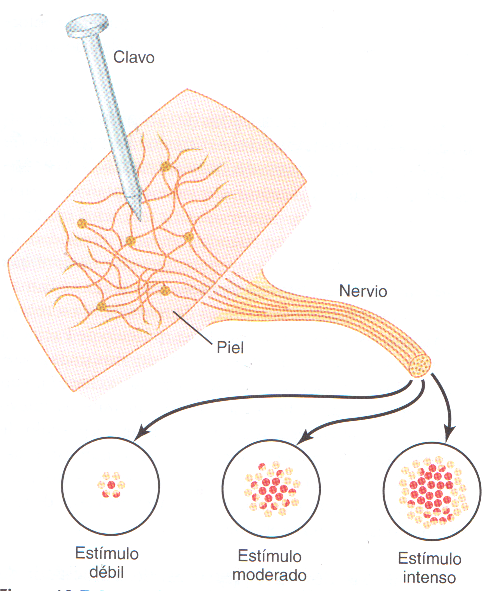 Clavo
Nervio
Piel
Estímulo
débil
Estímulo
moderado
Estímulo
intenso